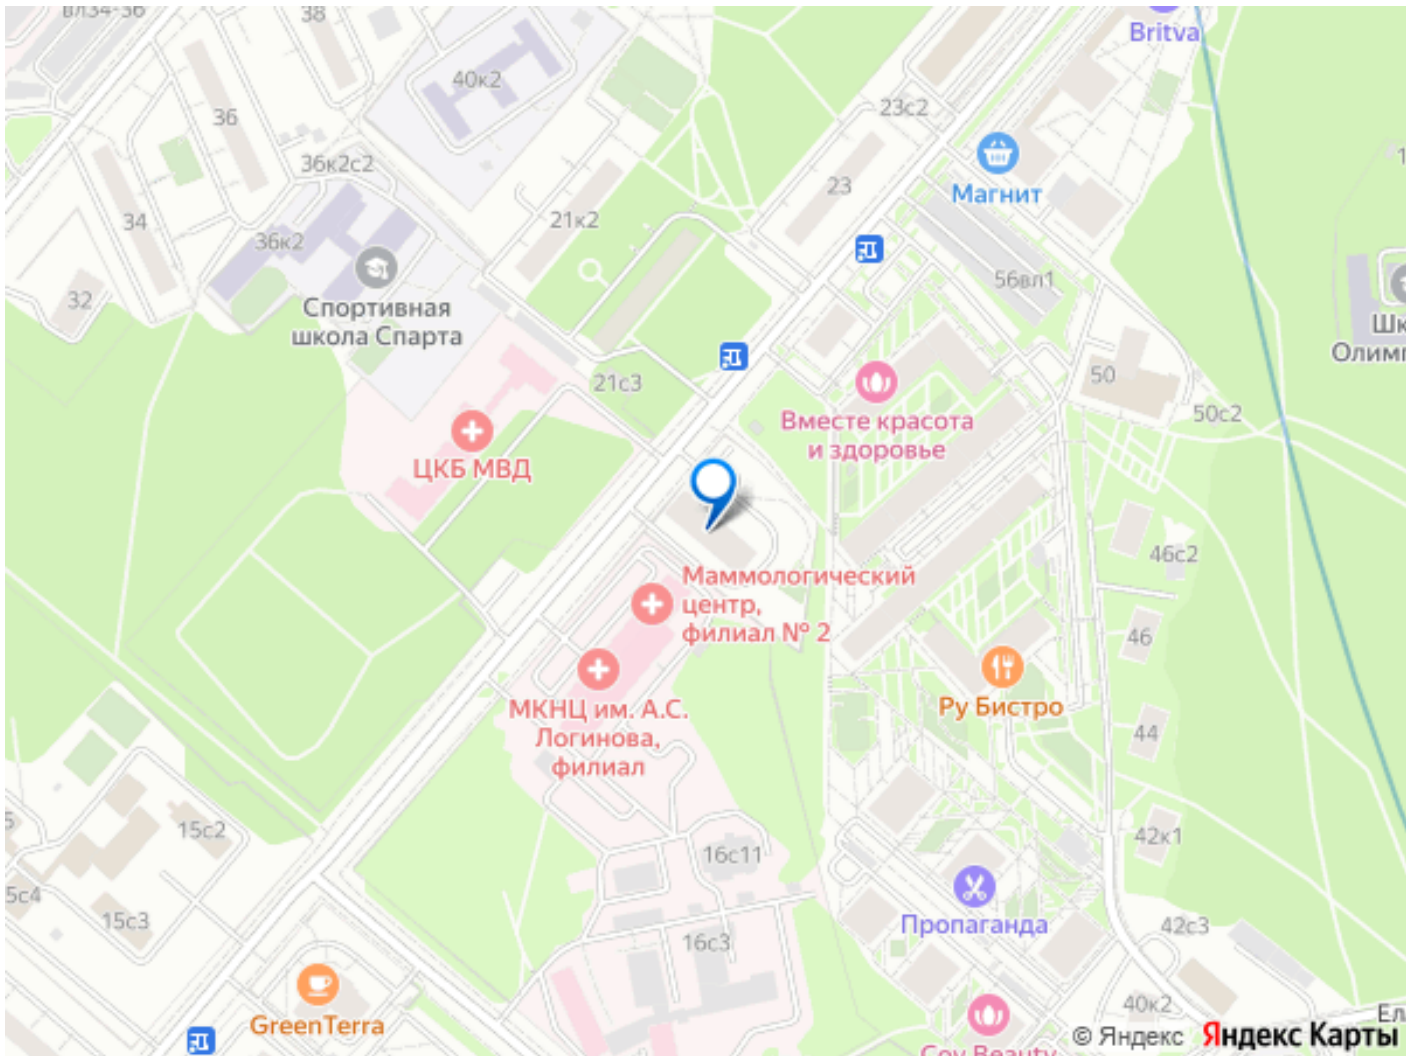 вл34-36
38
Britva
40к2
23с2
36
Магнит
36к2с2
23
34
21к2
36к2
56вл1
32
Спортивная
школа Спарта
50
21с3
50с2
Вместе красота
и здоровье
ЦКБ МВД
46с2
Маммологический
центр,
филиал № 2
46
Ру Бистро
МКНЦ им. А.С.
Логинова,
филиал
44
15с2
42к1
16с11
15с3
Пропаганда
42с3
16с3
GreenTerra
40к2
© Яндекс Яндекс Карты